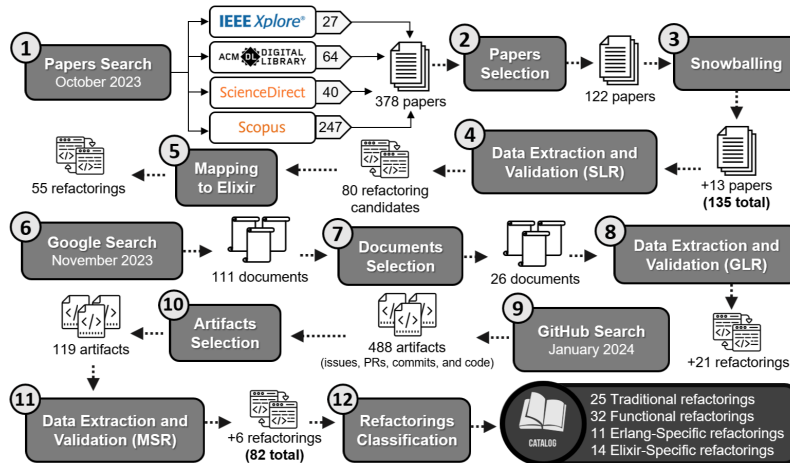 1
Papers Search
October 2023
IEEE Xplore®
27
ACM DL DIGITAL
LIBRARY
64
ScienceDirect
40
Scopus
247
378 papers
2
Papers
Selection
122 papers
3
Snowballing
+13 papers
(135 total)
4
Data Extraction and
Validation (SLR)
80 refactoring
candidates
5
Mapping
to Elixir
55 refactorings
6
Google Search
November 2023
111 documents
7
Documents
Selection
26 documents
8
Data Extraction and
Validation (GLR)
+21 refactorings
9
GitHub Search
January 2024
488 artifacts
(issues, PRs, commits, and code)
10
Artifacts
Selection
119 artifacts
11
Data Extraction and
Validation (MSR)
+6 refactorings
(82 total)
12
Refactorings
Classification
CATALOG
25 Traditional refactorings
32 Functional refactorings
11 Erlang-Specific refactorings
14 Elixir-Specific refactorings